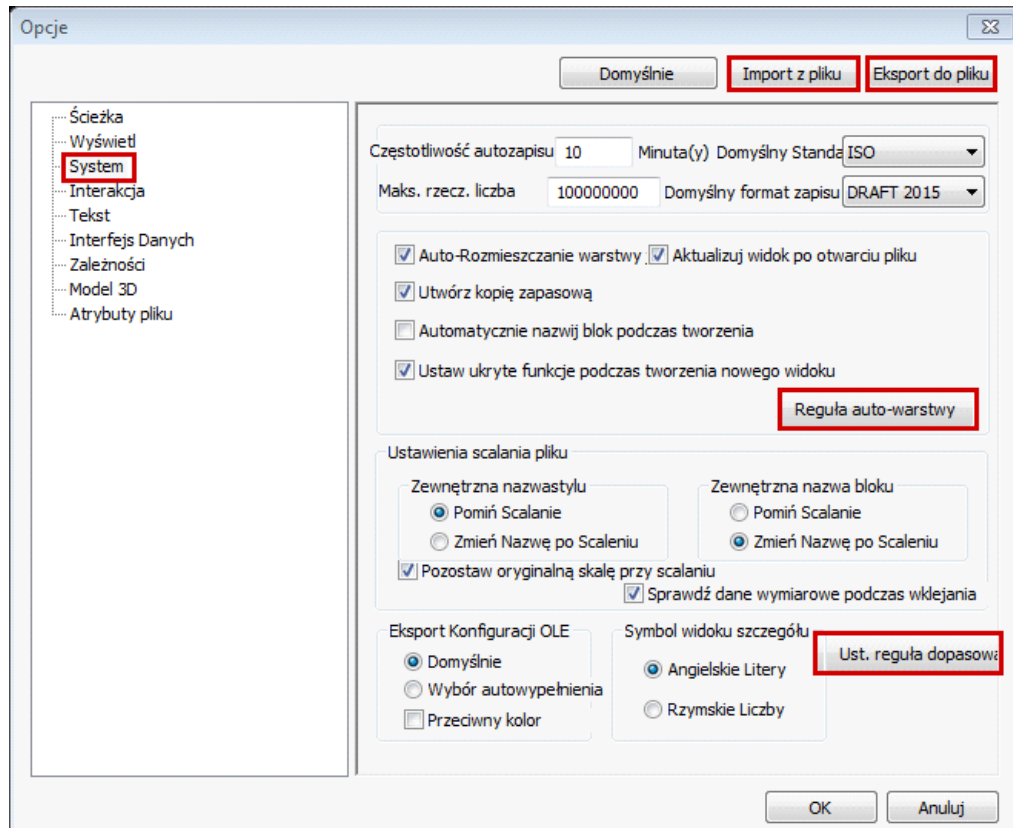 Opcje
Domyślnie Import z pliku Eksport do pliku
Ścieżka
Wyświetl
System
Interakcja
Tekst
Interfejs Danych
Zależności
Model 3D
Atrybuty pliku
Częstotliwość autozapisu 10 Minuta(y) Domyślny Standa ISO
Maks. rzecz. liczba 100000000 Domyślny format zapisu DRAFT 2015
Auto-Rozmieszczanie warstwy Aktualizuj widok po otwarciu pliku
Utwórz kopię zapasową
Automatycznie nazwij blok podczas tworzenia
Ustaw ukryte funkcje podczas tworzenia nowego widoku
Reguła auto-warstwy
Ustawienia scalania pliku
Zewnętrzna nazwastylu
Pomiń Scalanie
Zmień Nazwę po Scaleniu
Zewnętrzna nazwa bloku
Pomiń Scalanie
Zmień Nazwę po Scaleniu
Pozostaw oryginalną skalę przy scalaniu
Sprawdź dane wymiarowe podczas wklejania
Eksport Konfiguracji OLE
Domyślnie
Wybór autowypełnienia
Przeciwny kolor
Symbol widoku szczegółu
Angielskie Litery
Rzymskie Liczby
Ust. reguła dopasowa
OK Anuluj